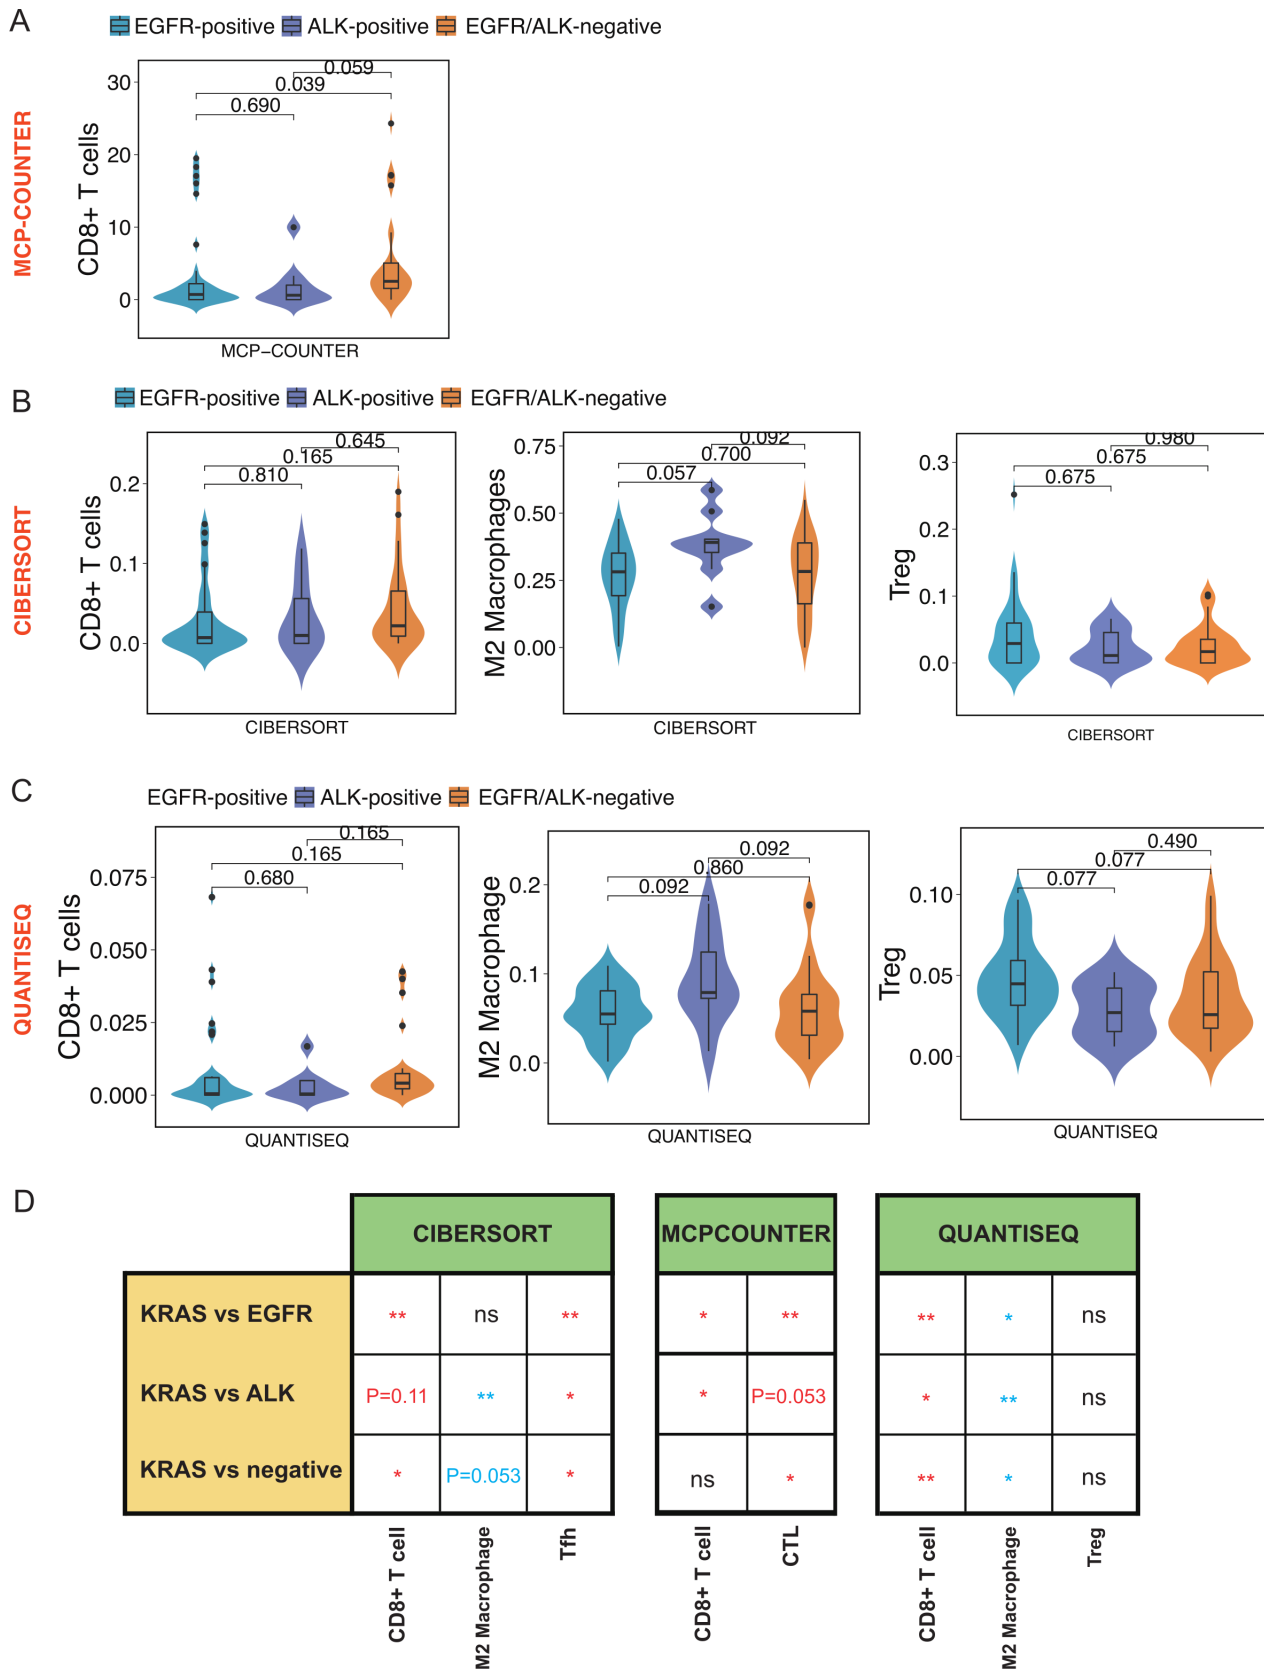 A
EGFR-positive ALK-positive EGFR/ALK-negative
MCP-COUNTER
CD8+ T cells
30
20
10
0
0.059
0.039
0.690
MCP−COUNTER
B
EGFR-positive ALK-positive EGFR/ALK-negative
CIBERSORT
CD8+ T cells
0.2
0.1
0.0
0.645
0.165
0.810
CIBERSORT
M2 Macrophages
0.75
0.50
0.25
0.00
0.092
0.700
0.057
CIBERSORT
Treg
0.3
0.2
0.1
0.0
0.980
0.675
0.675
CIBERSORT
C
EGFR-positive ALK-positive EGFR/ALK-negative
QUANTISEQ
CD8+ T cells
0.075
0.050
0.025
0.000
0.165
0.165
0.680
QUANTISEQ
M2 Macrophage
0.2
0.1
0.0
0.092
0.860
0.092
QUANTISEQ
Treg
0.10
0.05
0.00
0.490
0.077
0.077
QUANTISEQ
D
CIBERSORT MCPCOUNTER QUANTISEQ
KRAS vs EGFR ** ns ** * ** ** * ns
KRAS vs ALK P=0.11 ** * * P=0.053 * ** ns
KRAS vs negative * P=0.053 * ns * ** * ns
CD8+ T cell
M2 Macrophage
Tfh
CD8+ T cell
CTL
CD8+ T cell
M2 Macrophage
Treg